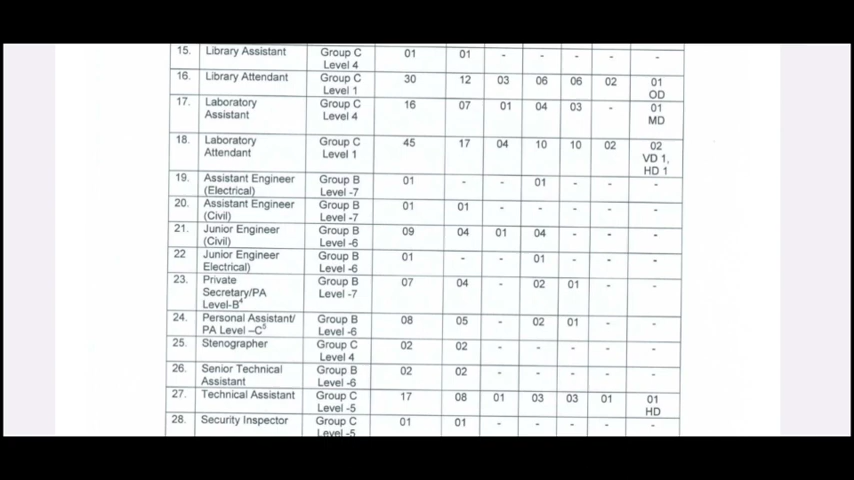 15. Library Assistant Group C 01 01 - - - - -
Level 4
16. Library Attendant Group C 30 12 03 06 06 02 01
Level 1 OD
17. Laboratory Group C 16 07 01 04 03 - 01
Assistant Level 4 MD
18. Laboratory Group C 45 17 04 10 10 02 02
Attendant Level 1 VD 1,
HD 1
19. Assistant Engineer Group B 01 - - 01 - - -
(Electrical) Level -7
20. Assistant Engineer Group B 01 01 - - - - -
(Civil) Level -7
21. Junior Engineer Group B 09 04 01 04 - - -
(Civil) Level -6
22 Junior Engineer Group B 01 - - 01 - - -
Electrical) Level -6
23. Private Group B 07 04 - 02 01 - -
Secretary/PA Level -7
Level-B4
24. Personal Assistant/ Group B 08 05 - 02 01 - -
PA Level –C5 Level -6
25. Stenographer Group C 02 02 - - - - -
Level 4
26. Senior Technical Group B 02 02 - - - - -
Assistant Level -6
27. Technical Assistant Group C 17 08 01 03 03 01 01
Level -5 HD
28. Security Inspector Group C 01 01 - - - - -
Level -5